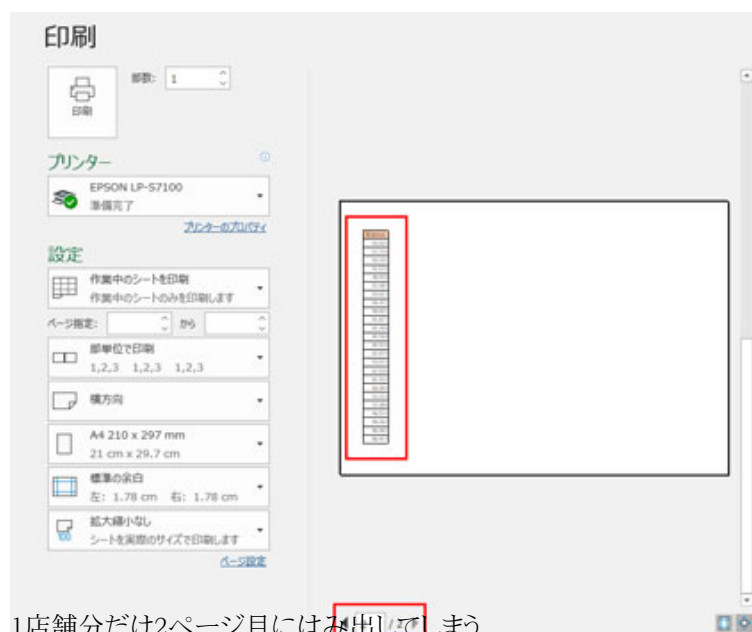 印刷
部数: 1
印刷
プリンター
EPSON LP-S7100
準備完了
プリンターのプロパティ
設定
作業中のシートを印刷
作業中のシートのみを印刷します
ページ指定: から
部単位で印刷
1,2,3 1,2,3 1,2,3
横方向
A4 210 x 297 mm
21 cm x 29.7 cm
標準の余白
左: 1.78 cm 右: 1.78 cm
拡大縮小なし
シートを実際のサイズで印刷します
100
ページ設定
1店舗分だけ2ページ目にはみ出してしまう